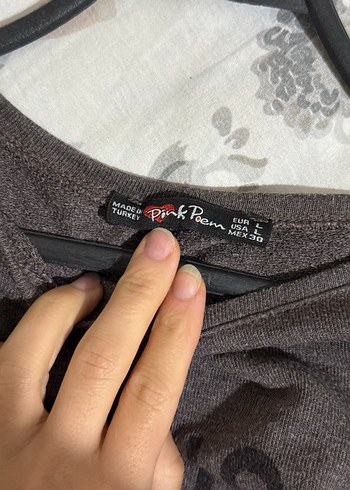 MADE IN
TURKEY
Pink Poem
EUR L
USA L
MEX 30